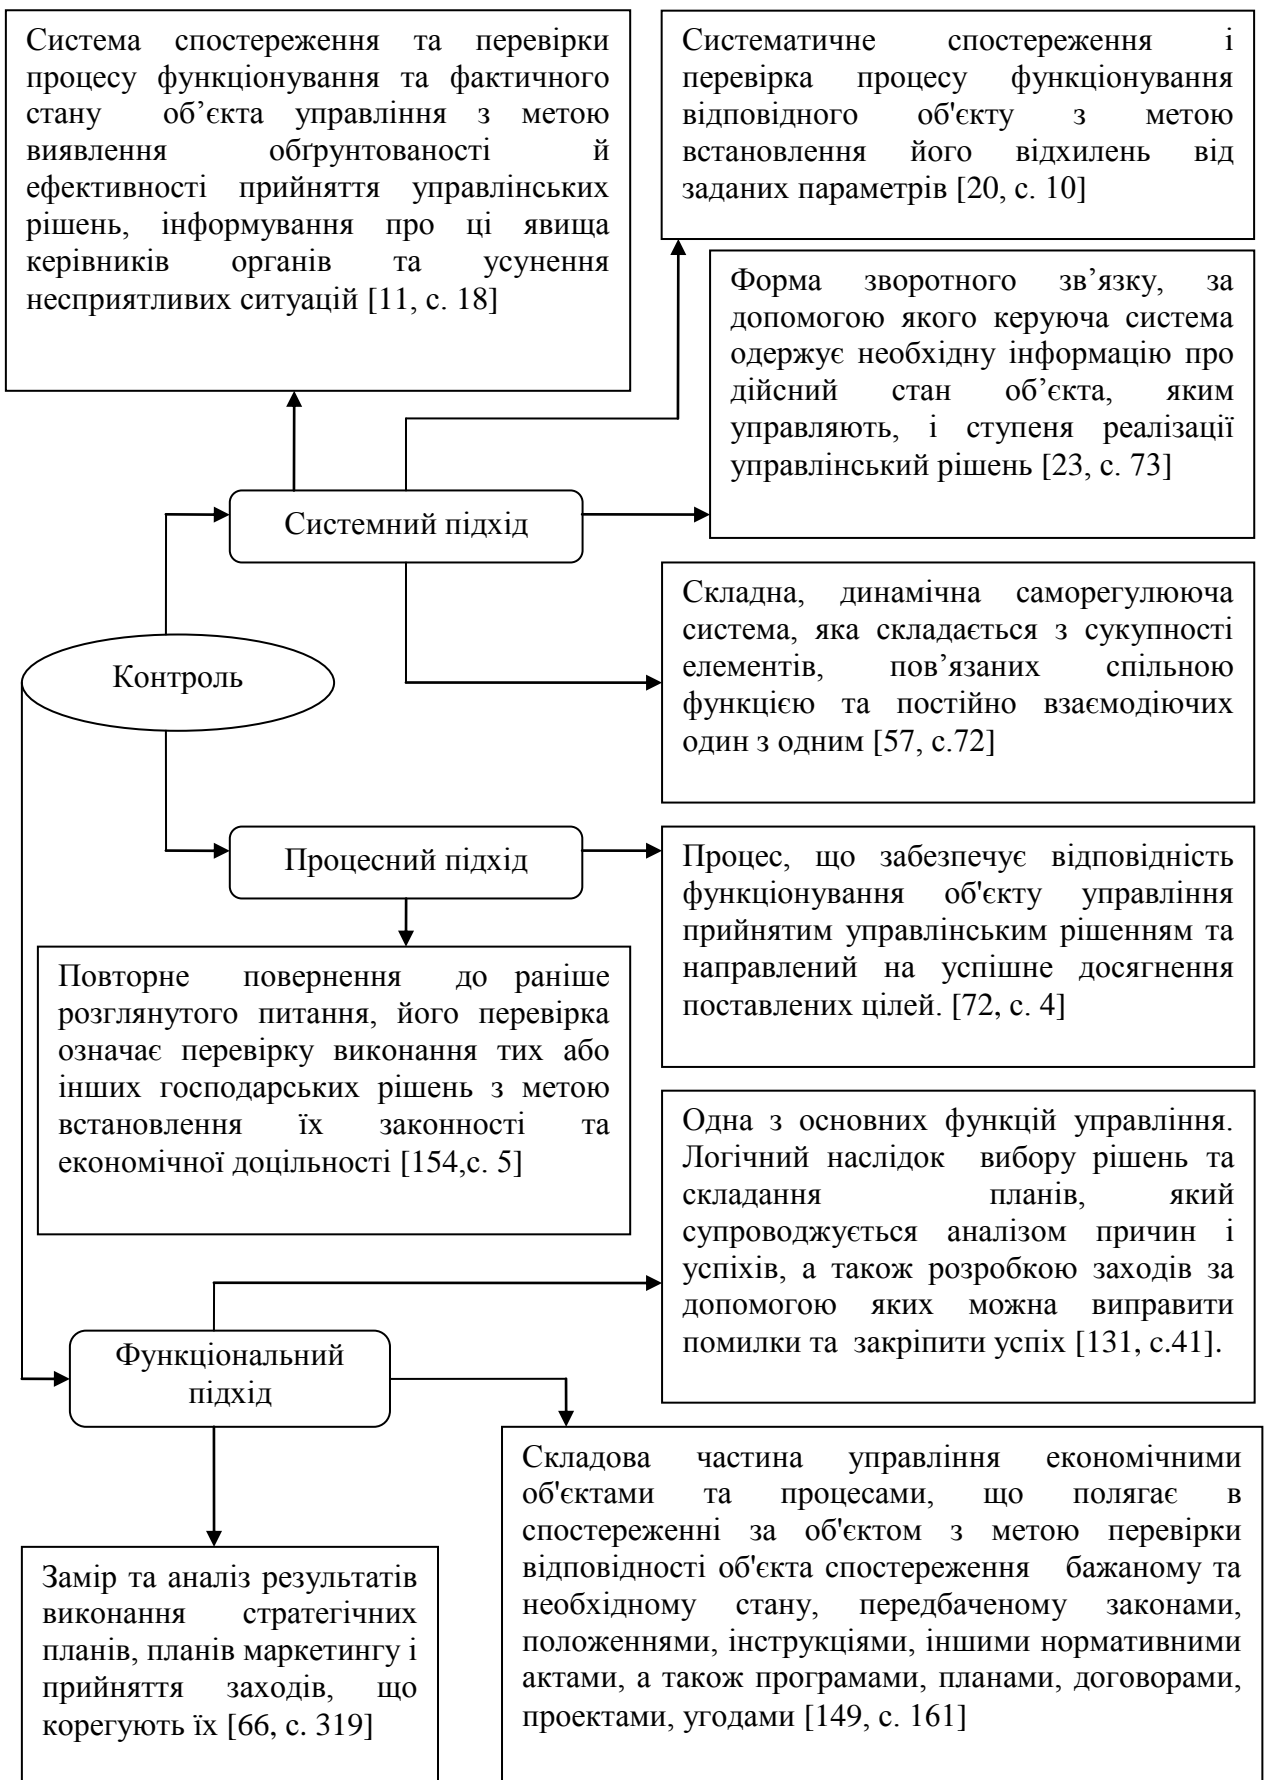 Система спостереження та перевірки
процесу функціонування та фактичного
стану об’єкта управління з метою
виявлення обґрунтованості й
ефективності прийняття управлінських
рішень, інформування про ці явища
керівників органів та усунення
несприятливих ситуацій [11, с. 18]
Систематичне спостереження і
перевірка процесу функціонування
відповідного об'єкту з метою
встановлення його відхилень від
заданих параметрів [20, с. 10]
Форма зворотного зв’язку, за
допомогою якого керуюча система
одержує необхідну інформацію про
дійсний стан об’єкта, яким
управляють, і ступеня реалізації
управлінський рішень [23, с. 73]
Системний підхід
Складна, динамічна саморегулююча
система, яка складається з сукупності
елементів, пов’язаних спільною
функцією та постійно взаємодіючих
один з одним [57, с.72]
Контроль
Процесний підхід
Процес, що забезпечує відповідність
функціонування об'єкту управління
прийнятим управлінським рішенням та
направлений на успішне досягнення
поставлених цілей. [72, с. 4]
Повторне повернення до раніше
розглянутого питання, його перевірка
означає перевірку виконання тих або
інших господарських рішень з метою
встановлення їх законності та
економічної доцільності [154,с. 5]
Одна з основних функцій управління.
Логічний наслідок вибору рішень та
складання планів, який
супроводжується аналізом причин і
успіхів, а також розробкою заходів за
допомогою яких можна виправити
помилки та закріпити успіх [131, с.41].
Функціональний
підхід
Складова частина управління економічними
об'єктами та процесами, що полягає в
спостереженні за об'єктом з метою перевірки
відповідності об'єкта спостереження бажаному та
необхідному стану, передбаченому законами,
положеннями, інструкціями, іншими нормативними
актами, а також програмами, планами, договорами,
проектами, угодами [149, с. 161]
Замір та аналіз результатів
виконання стратегічних
планів, планів маркетингу і
прийняття заходів, що
корегують їх [66, с. 319]